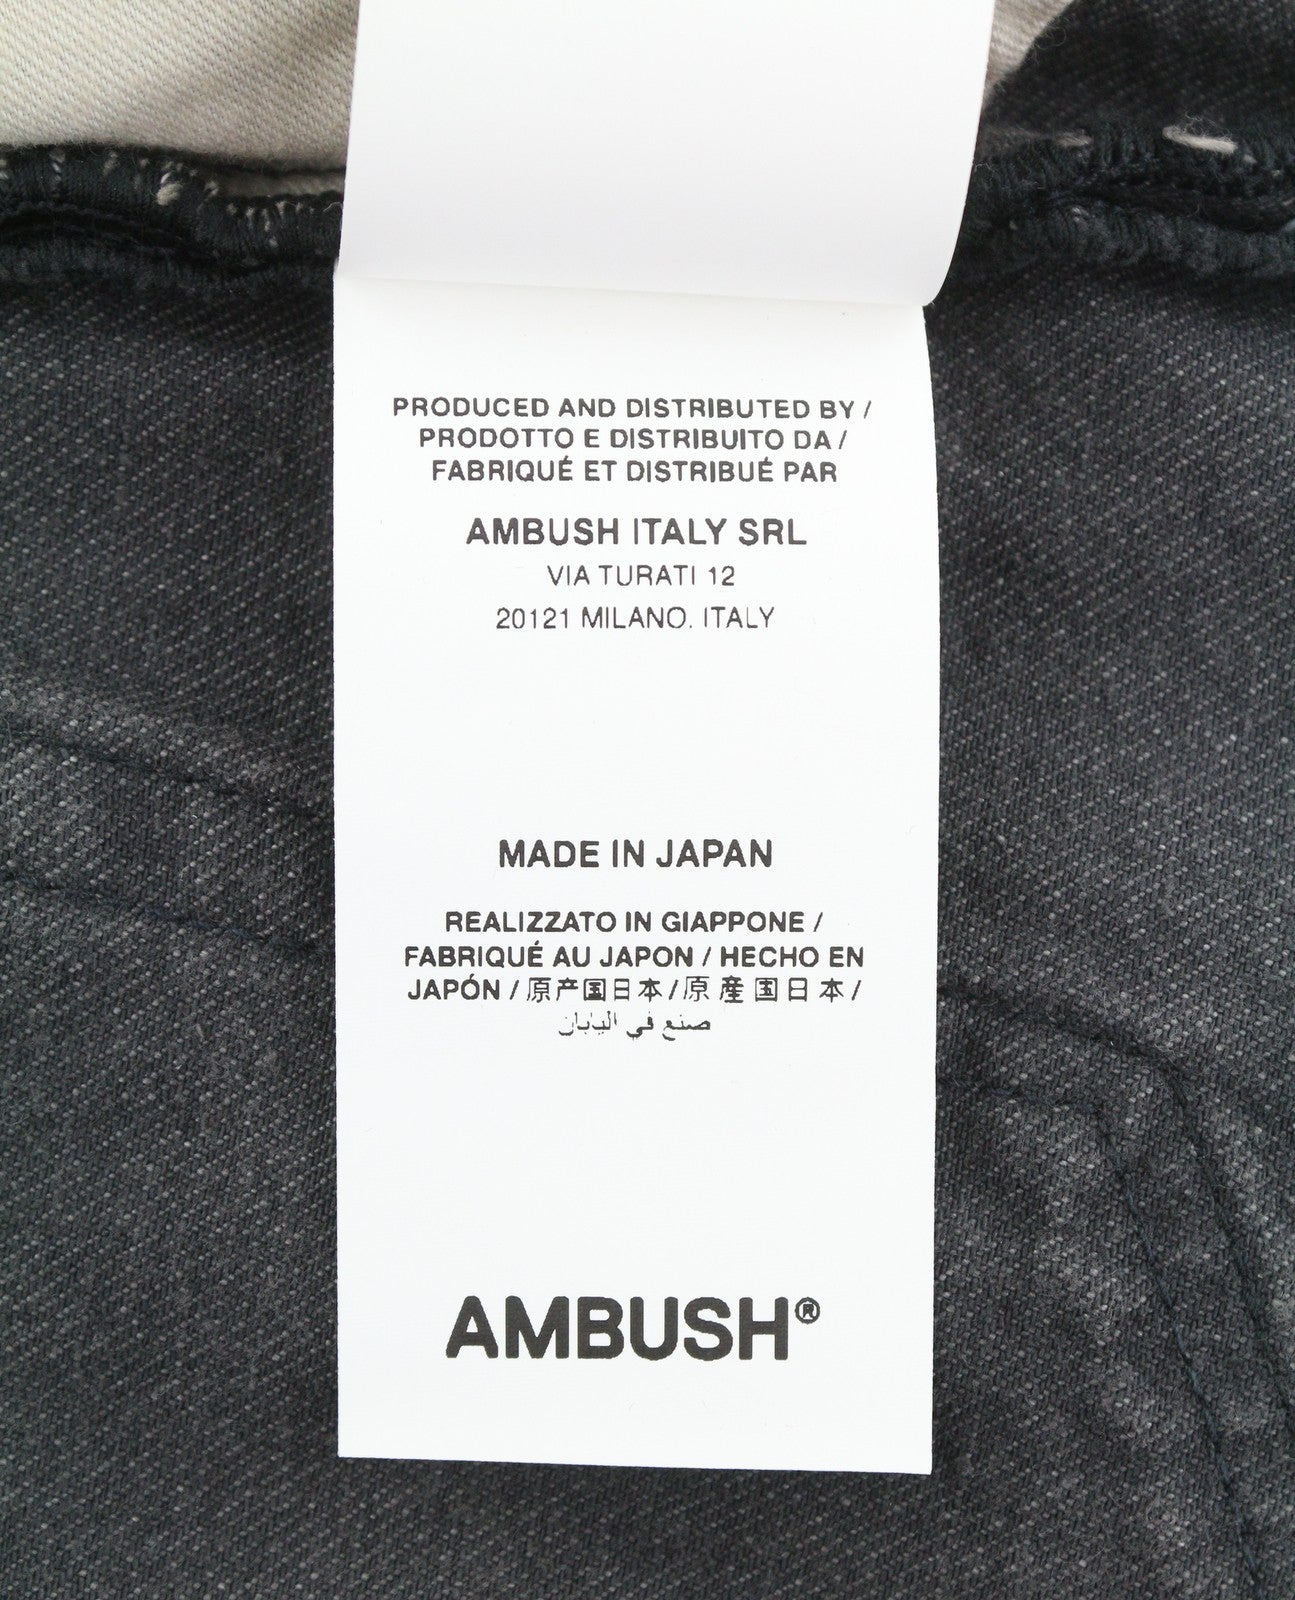 PRODUCED AND DISTRIBUTED BY /
PRODOTTO E DISTRIBUITO DA /
FABRIQUÉ ET DISTRIBUÉ PAR
AMBUSH ITALY SRL
VIA TURATI 12
20121 MILANO. ITALY
MADE IN JAPAN
REALIZZATO IN GIAPPONE /
FABRIQUÉ AU JAPON / HECHO EN
JAPÓN / 原产国日本 / 原產国日本 /
صنع في اليابان
AMBUSH®